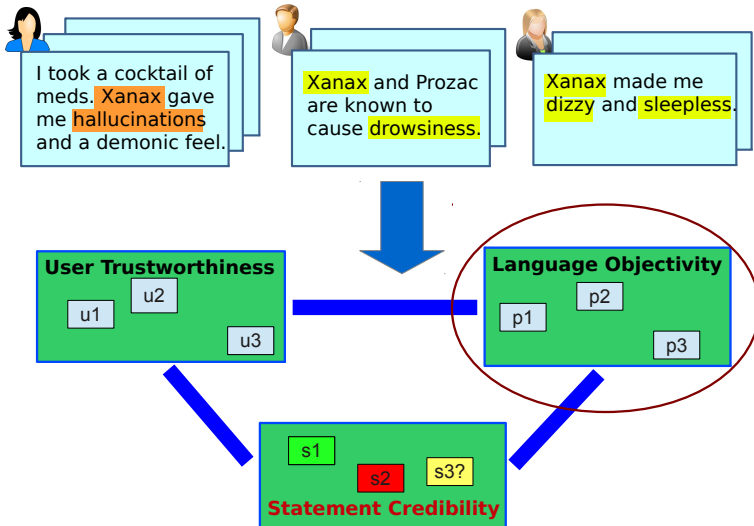 I took a cocktail of
meds. Xanax gave
me hallucinations
and a demonic feel.
Xanax and Prozac
are known to
cause drowsiness.
Xanax made me
dizzy and sleepless.
User Trustworthiness
u1
u2
u3
Language Objectivity
p1
p2
p3
s1
s2
s3?
Statement Credibility